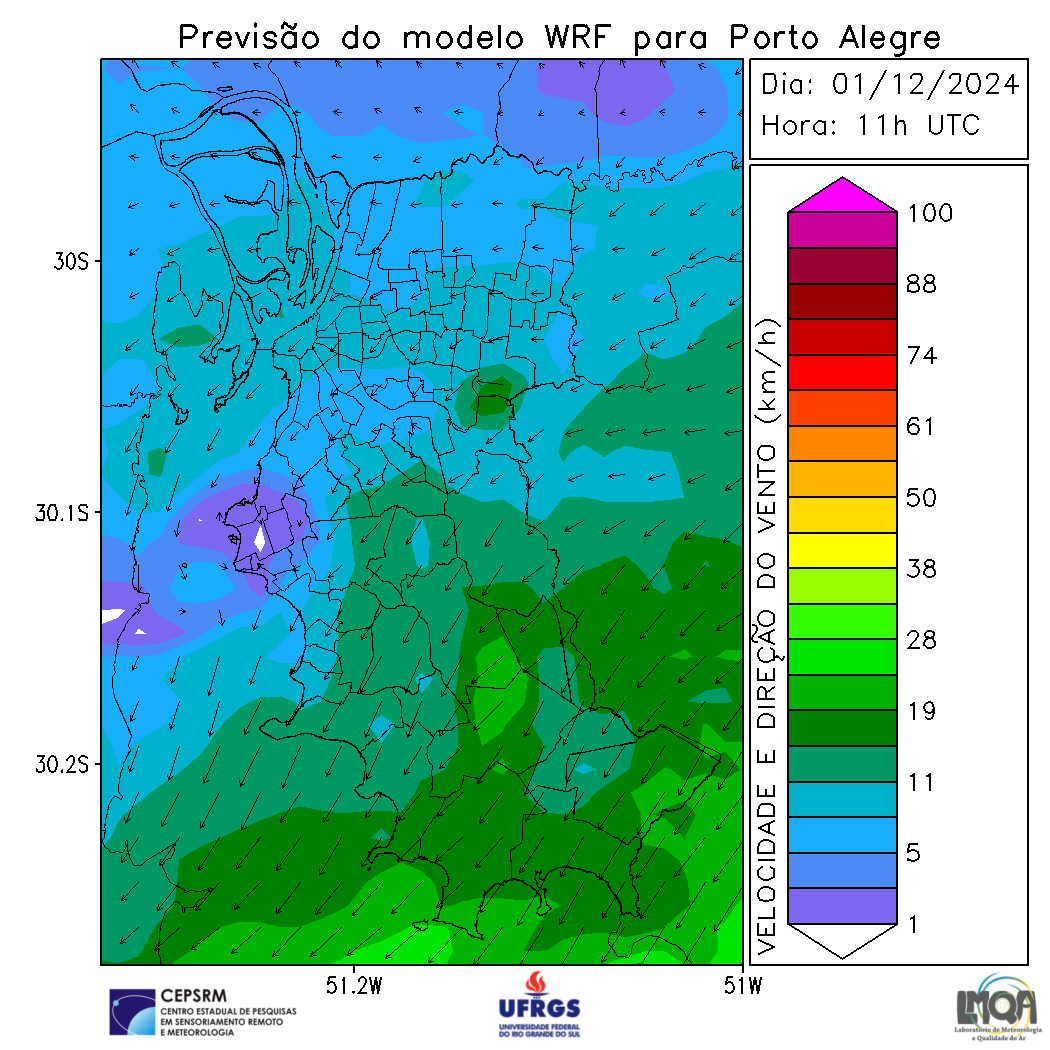 Previsão do modelo WRF para Porto Alegre
Dia: 01/12/2024
Hora: 11h UTC
30S
30.1S
30.2S
51.2W
51W
VELOCIDADE E DIREÇÃO DO VENTO (km/h)
100
88
74
61
50
38
28
19
11
5
1
CEPSRM
CENTRO ESTADUAL DE PESQUISAS
EM SENSORIAMENTO REMOTO
E METEOROLOGIA
UFRGS
UNIVERSIDADE FEDERAL
DO RIO GRANDE DO SUL
LMQA
Laboratório de Meteorologia
e Qualidade do Ar